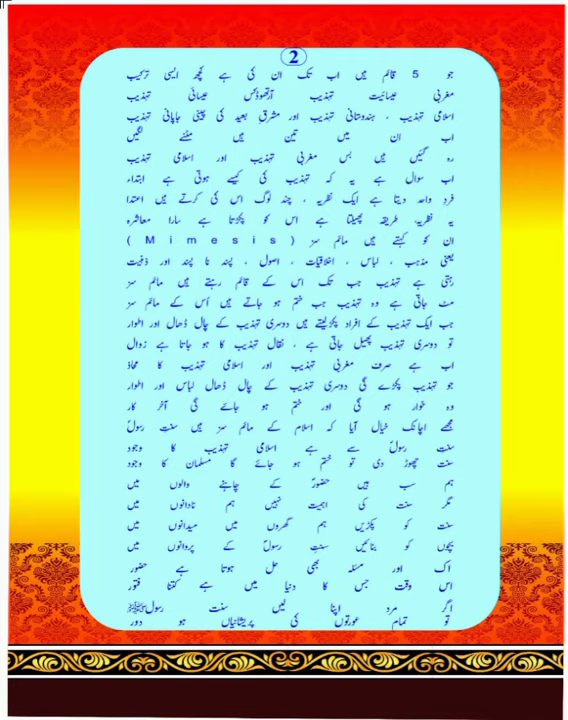 2
جو 5 قائم ہیں اب تک ان کی ہے کچھ ایسی ترکیب
مغربی عیسائیت تہذیب آرتھوڈکس عیسائی تہذیب
اسلامی تہذیب ، ہندوستانی تہذیب اور مشرق بعید کی چینی جاپانی تہذیب
اب ان میں تین ہیں مٹنے لگیں
رہ گئیں ہیں بس مغربی تہذیب اور اسلامی تہذیب
اب سوال ہے یہ کہ تہذیب کی کیسے ہوتی ہے ابتداء
فرد واحد دیتا ہے ایک نظریہ ، چند لوگ اس کی کرتے ہیں اعتدا
یہ نظریہ، طریقہ پھیلتا ہے اس کو پکڑتا ہے سارا معاشرہ
ان کو کہتے ہیں مائم سز ( Mimesis )
یعنی مذہب ، لباس ، اخلاقیات ، اصول ، پسند نا پسند اور ذہنیت
رہتی ہے تہذیب جب تک اس کے قائم رہتے ہیں مائم سز
مٹ جاتی ہے وہ تہذیب جب ختم ہو جاتے ہیں اُس کے مائم سز
جب ایک تہذیب کے افراد پکڑلیتے ہیں دوسری تہذیب کے چال ڈھال اور اطوار
تو دوسری تہذیب پھیل جاتی ہے ، نقال تہذیب کا ہو جاتا ہے زوال
اب ہے صرف مغربی تہذیب اور اسلامی تہذیب کا محاذ
جو تہذیب پکڑے گی دوسری تہذیب کے چال ڈھال لباس اور اطوار
وہ خوار ہو گی اور ختم ہو جائے گی آخر کار
مجھے اچانک خیال آیا کہ اسلام کے مائم سز ہیں سنتِ رسولؐ
سنتِ رسولؐ سے ہے اسلامی تہذیب کا وجود
سنت چھوڑ دی تو ختم ہو جائے گا مسلمان کا وجود
ہم سب ہیں حضورؐ کے چاہنے والوں میں
مگر سنت کی اہمیت نہیں ہم نادانوں میں
سنت کو پکڑیں ہم گھروں میں میدانوں میں
بچوں کو بنائیں سنتِ رسولؐ کے پروانوں میں
اک اور مسئلہ بھی حل ہوتا ہے حضور
اس وقت جس کا دنیا میں ہے کتنا فتور
اگر مرد اپنا لیں سنت رسولﷺ
تو تمام عورتوں کی پریشانیاں ہو دور